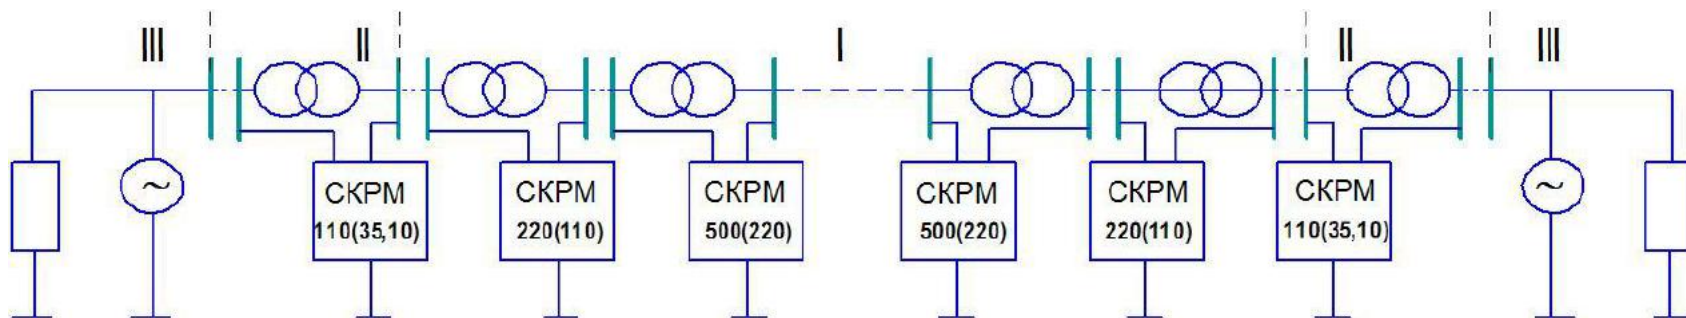 III II I II III
~ ~
СКРМ СКРМ СКРМ СКРМ СКРМ СКРМ
110(35,10) 220(110) 500(220) 500(220) 220(110) 110(35,10)